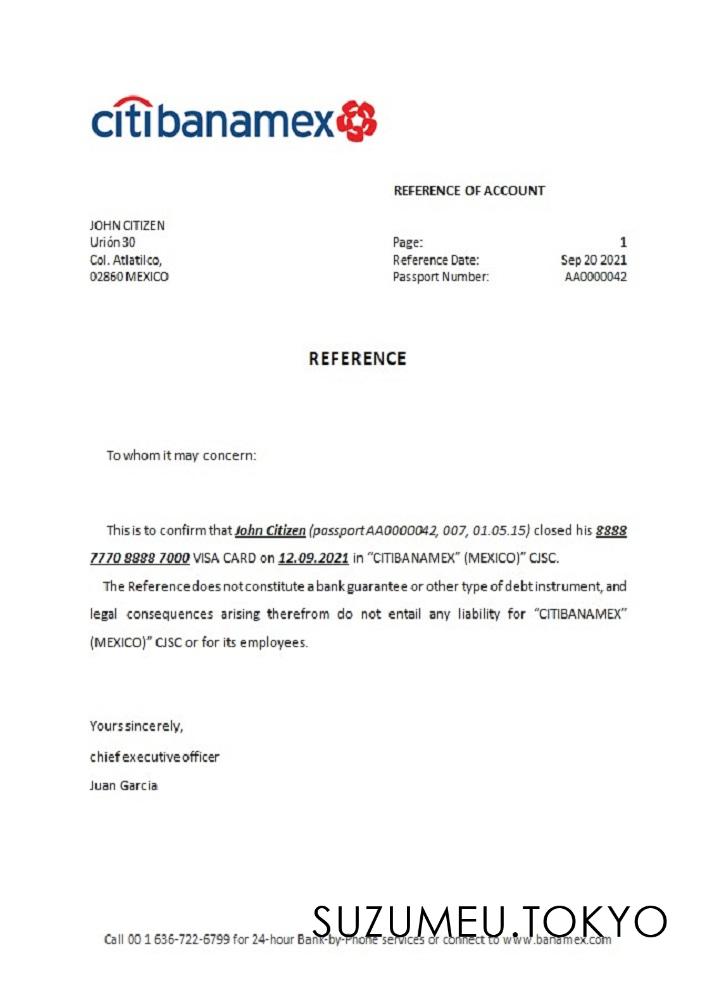 citibanamex
REFERENCE OF ACCOUNT
JOHN CITIZEN
Urión 30
Col. Atlatilco,
02860 MEXICO
Page: 1
Reference Date: Sep 20 2021
Passport Number: AA0000042
REFERENCE
To whom it may concern:
This is to confirm that John Citizen (passport AA0000042, 007, 01.05.15) closed his 8888
7770 8888 7000 VISA CARD on 12.09.2021 in “CITIBANAMEX” (MEXICO)” CJSC.
The Reference does not constitute a bank guarantee or other type of debt instrument, and
legal consequences arising therefrom do not entail any liability for “CITIBANAMEX”
(MEXICO)” CJSC or for its employees.
Yours sincerely,
chief executive officer
Juan Garcia
SUZUMEU.TOKYO
Call 00 1 636-722-6799 for 24-hour Bank-by-Phone services or connect to www.banamex.com